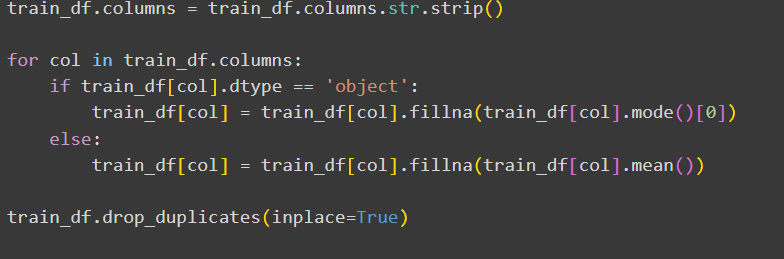 train_df.columns = train_df.columns.str.strip()
for col in train_df.columns:
    if train_df[col].dtype == 'object':
        train_df[col] = train_df[col].fillna(train_df[col].mode()[0])
    else:
        train_df[col] = train_df[col].fillna(train_df[col].mean())
train_df.drop_duplicates(inplace=True)